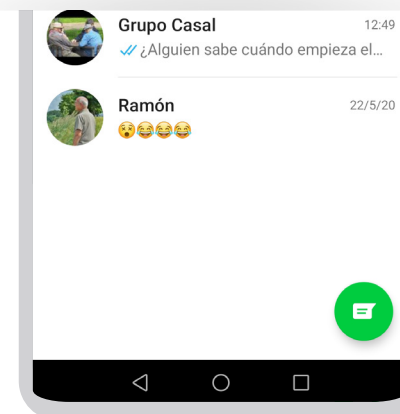 Grupo Casal 12:49
¿Alguien sabe cuándo empieza el...
Ramón 22/5/20
😲😂😂😂